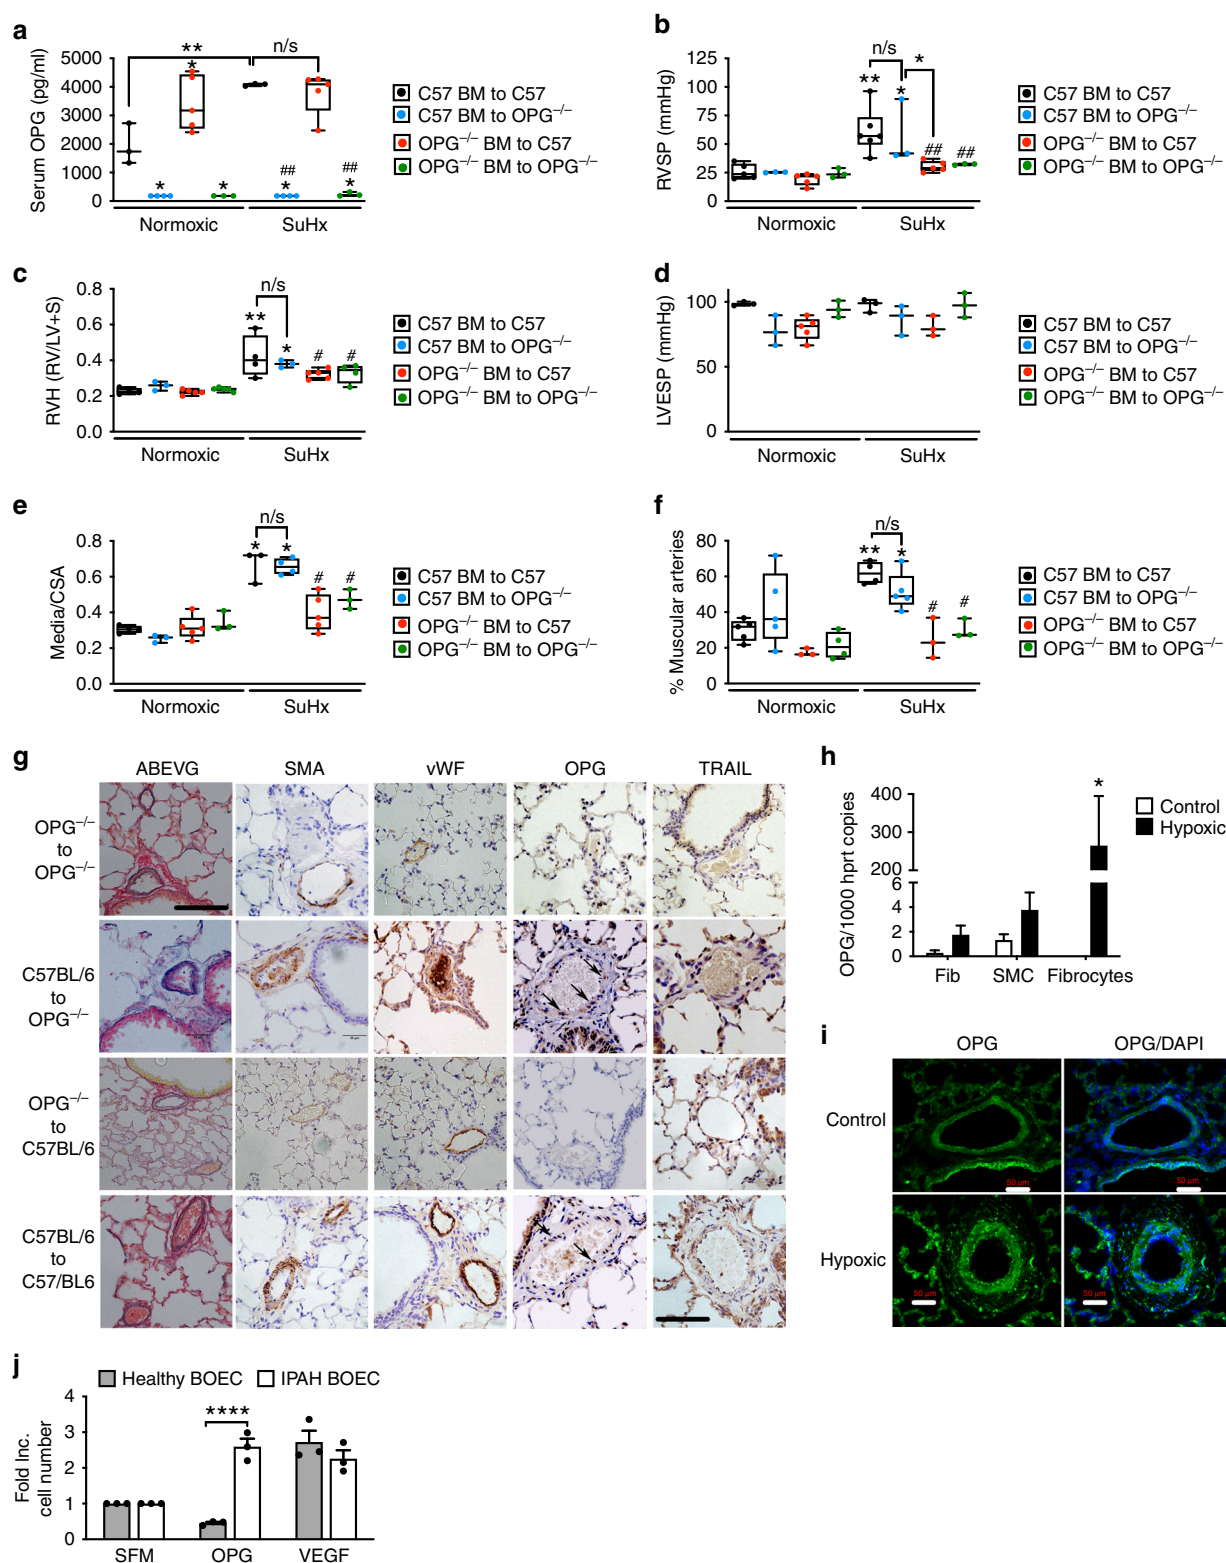 a
Serum OPG (pg/ml)
5000
4000
3000
2000
1000
0
**
*
n/s
*
*
##
*
##
*
Normoxic
SuHx
C57 BM to C57
C57 BM to OPG−/−
OPG−/− BM to C57
OPG−/− BM to OPG−/−
b
RVSP (mmHg)
125
100
75
50
25
0
n/s
*
**
*
##
##
Normoxic
SuHx
C57 BM to C57
C57 BM to OPG−/−
OPG−/− BM to C57
OPG−/− BM to OPG−/−
c
RVH (RV/LV+S)
0.8
0.6
0.4
0.2
0.0
n/s
**
*
#
#
Normoxic
SuHx
C57 BM to C57
C57 BM to OPG−/−
OPG−/− BM to C57
OPG−/− BM to OPG−/−
d
LVESP (mmHg)
100
50
0
Normoxic
SuHx
C57 BM to C57
C57 BM to OPG−/−
OPG−/− BM to C57
OPG−/− BM to OPG−/−
e
Media/CSA
0.8
0.6
0.4
0.2
0.0
n/s
*
*
#
#
Normoxic
SuHx
C57 BM to C57
C57 BM to OPG−/−
OPG−/− BM to C57
OPG−/− BM to OPG−/−
f
% Muscular arteries
80
60
40
20
0
n/s
**
*
#
#
Normoxic
SuHx
C57 BM to C57
C57 BM to OPG−/−
OPG−/− BM to C57
OPG−/− BM to OPG−/−
g
ABEVG SMA vWF OPG TRAIL
OPG−/−
to
OPG−/−
C57BL/6
to
OPG−/−
OPG−/−
to
C57BL/6
C57BL/6
to
C57/BL6
h
OPG/1000 hprt copies
400
300
200
6
4
2
0
*
Control
Hypoxic
Fib SMC Fibrocytes
i
OPG OPG/DAPI
Control
50 µm
50 µm
Hypoxic
50 µm
50 µm
j
Healthy BOEC IPAH BOEC
Fold Inc.
cell number
4
3
2
1
0
****
SFM OPG VEGF